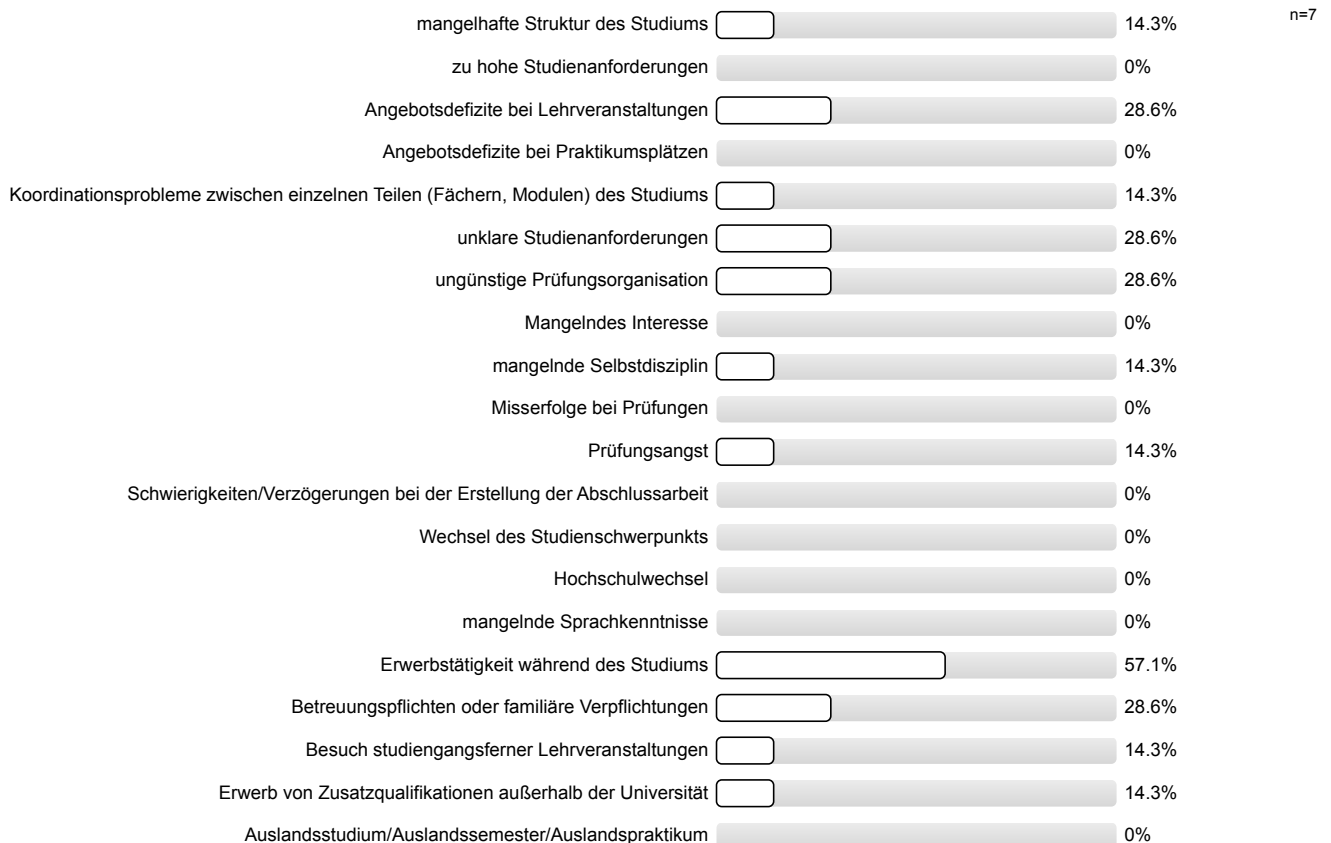 mangelhafte Struktur des Studiums 14.3% n=7
zu hohe Studienanforderungen 0%
Angebotsdefizite bei Lehrveranstaltungen 28.6%
Angebotsdefizite bei Praktikumsplätzen 0%
Koordinationsprobleme zwischen einzelnen Teilen (Fächern, Modulen) des Studiums 14.3%
unklare Studienanforderungen 28.6%
ungünstige Prüfungsorganisation 28.6%
Mangelndes Interesse 0%
mangelnde Selbstdisziplin 14.3%
Misserfolge bei Prüfungen 0%
Prüfungsangst 14.3%
Schwierigkeiten/Verzögerungen bei der Erstellung der Abschlussarbeit 0%
Wechsel des Studienschwerpunkts 0%
Hochschulwechsel 0%
mangelnde Sprachkenntnisse 0%
Erwerbstätigkeit während des Studiums 57.1%
Betreuungspflichten oder familiäre Verpflichtungen 28.6%
Besuch studiengangsferner Lehrveranstaltungen 14.3%
Erwerb von Zusatzqualifikationen außerhalb der Universität 14.3%
Auslandsstudium/Auslandssemester/Auslandspraktikum 0%